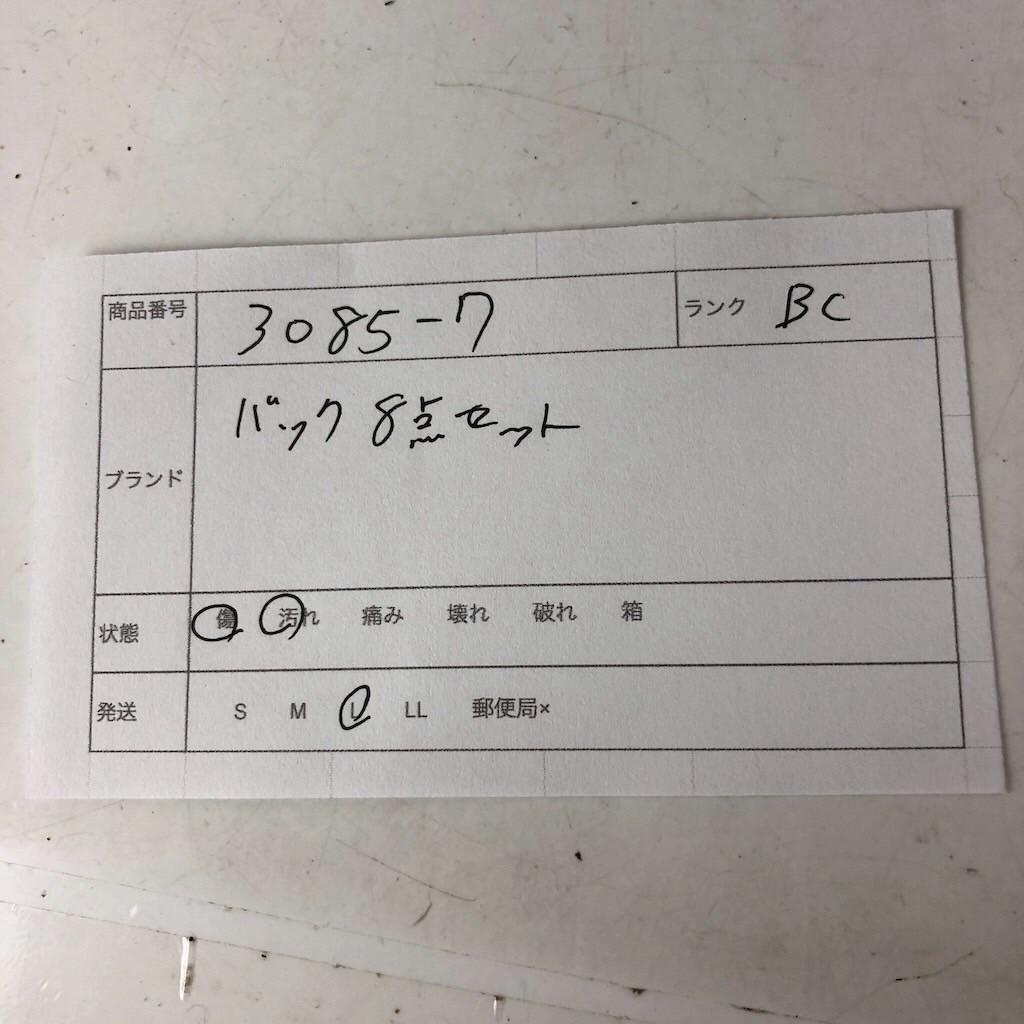 商品番号 3085-7 ランク BC
ブランド バック 8点セット
状態 傷 汚れ 痛み 壊れ 破れ 箱
発送 S M L LL 郵便局×